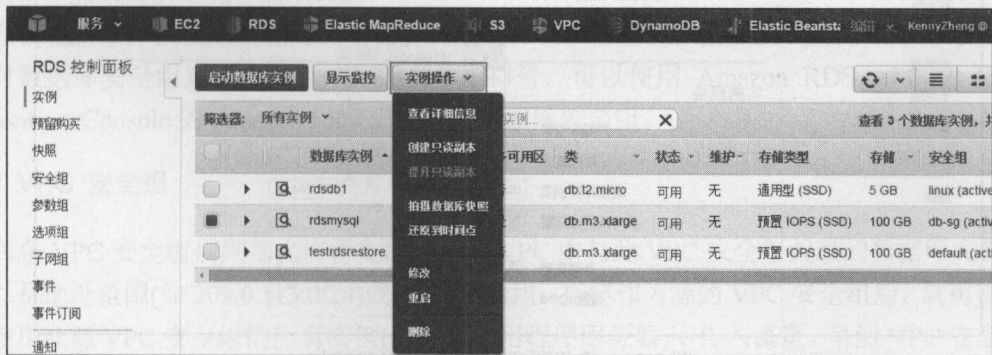 服务 EC2 RDS Elastic MapReduce S3 VPC DynamoDB Elastic Beansta 编辑 KennyZheng @
RDS 控制面板
实例
预留购买
快照
安全组
参数组
选项组
子网组
事件
事件订阅
通知
启动数据库实例 显示监控 实例操作
筛选器: 所有实例 实例... 查看 3 个数据库实例,
查看详细信息
创建只读副本
提升只读副本
拍摄数据库快照
还原到时间点
修改
重启
删除
数据库实例 可用区 类 状态 维护 存储类型 存储 安全组
rdsdb1 db.t2.micro 可用 无 通用型 (SSD) 5 GB linux (active
rdsmysql db.m3.xlarge 可用 无 预置 IOPS (SSD) 100 GB db-sg (activ
testrdsrestore db.m3.xlarge 可用 无 预置 IOPS (SSD) 100 GB default (acti